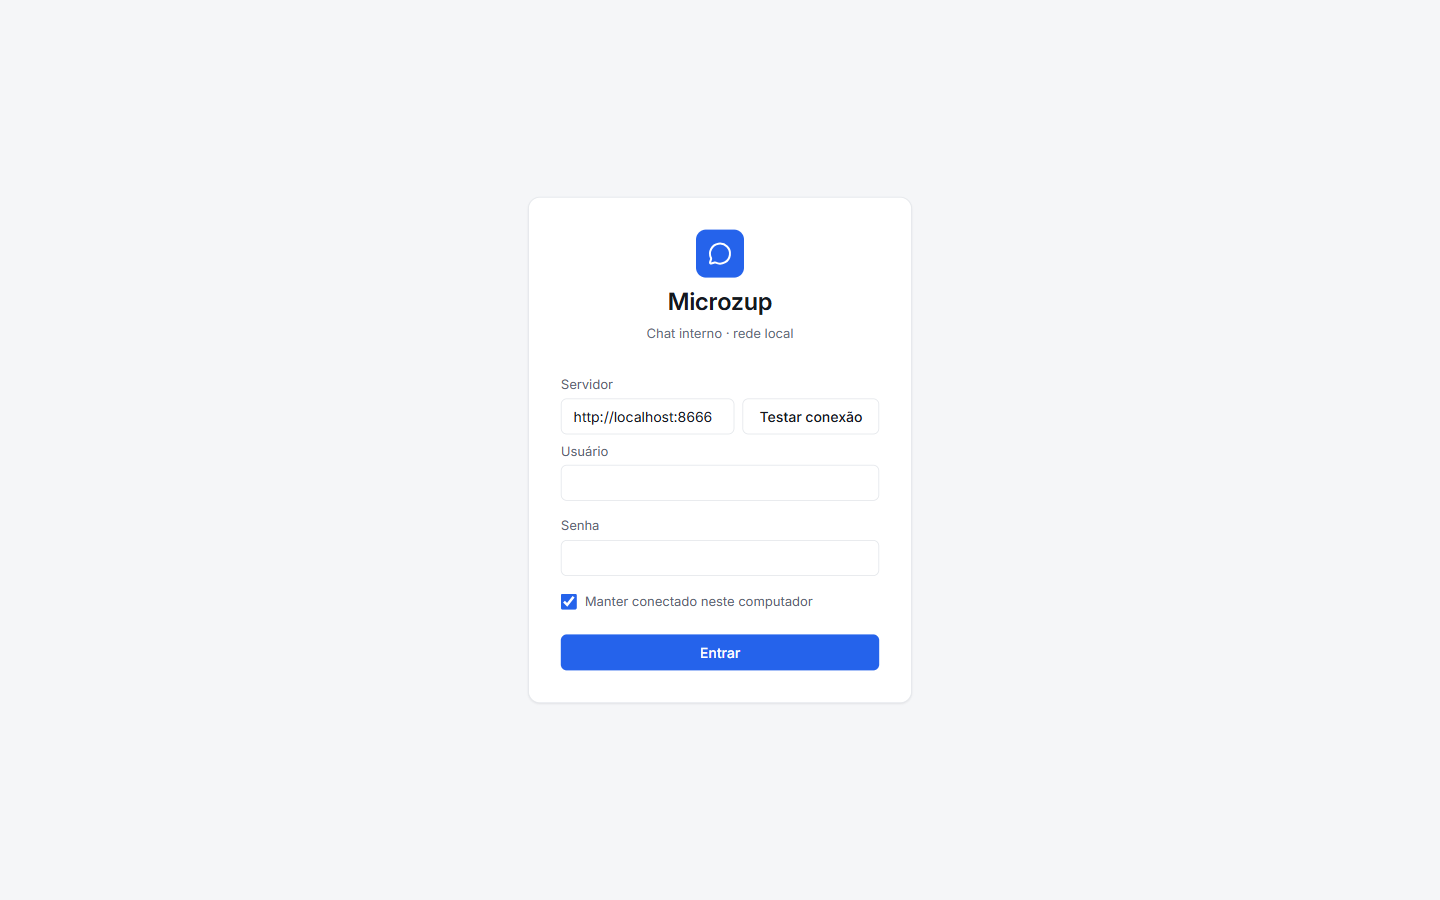 Microzup
Chat interno · rede local
Servidor
http://localhost:8666 Testar conexão
Usuário
Senha
Manter conectado neste computador
Entrar